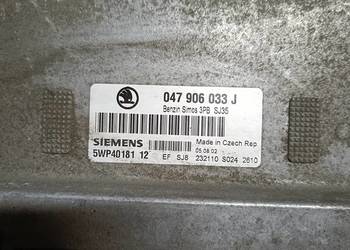 047 906 033 J
Benzin Simos 3PB SJ35
SIEMENS
Made in Czech Rep
05.08.02
5WP40181 12
EF SJ8 232110 S024 2610